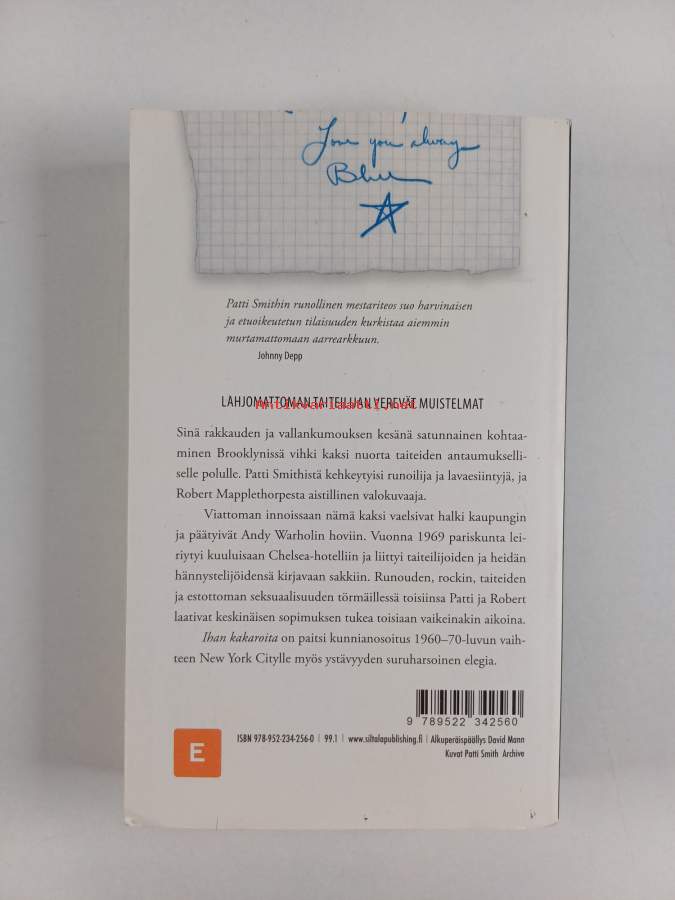 Love you always
Blue
Patti Smithin runollinen mestariteos suo harvinaisen
ja etuoikeutetun tilaisuuden kurkistaa aiemmin
murtamattomaan aarrearkkuun.
Johnny Depp
LAHJOMATTOMAN TAITEILIJAN VEREVÄT MUISTELMAT
Antikvariaatti.net
Sinä rakkauden ja vallankumouksen kesänä satunnainen kohtaa-
minen Brooklynissä vihki kaksi nuorta taiteiden antaumukselli-
selle polulle. Patti Smithistä kehkeytyisi runoilija ja lavaesiintyjä, ja
Robert Mapplethorpesta aistillinen valokuvaaja.
Viattoman innoissaan nämä kaksi vaelsivat halki kaupungin
ja päätyivät Andy Warholin hoviin. Vuonna 1969 pariskunta lei-
riytyi kuuluisaan Chelsea-hotelliin ja liittyi taiteilijoiden ja heidän
hännystelijöidensä kirjavaan sakkiin. Runouden, rockin, taiteiden
ja estottoman seksuaalisuuden törmäillessä toisiinsa Patti ja Robert
laativat keskinäisen sopimuksen tukea toisiaan vaikeinakin aikoina.
Ihan kakaroita on paitsi kunnianosoitus 1960–70-luvun vaih-
teen New York Citylle myös ystävyyden suruharsoinen elegia.
9 789522 342560
E
ISBN 978-952-234-256-0 | 99.1 | www.siltalapublishing.fi | Alkuperäispäällys David Mann
Kuvat Patti Smith Archive